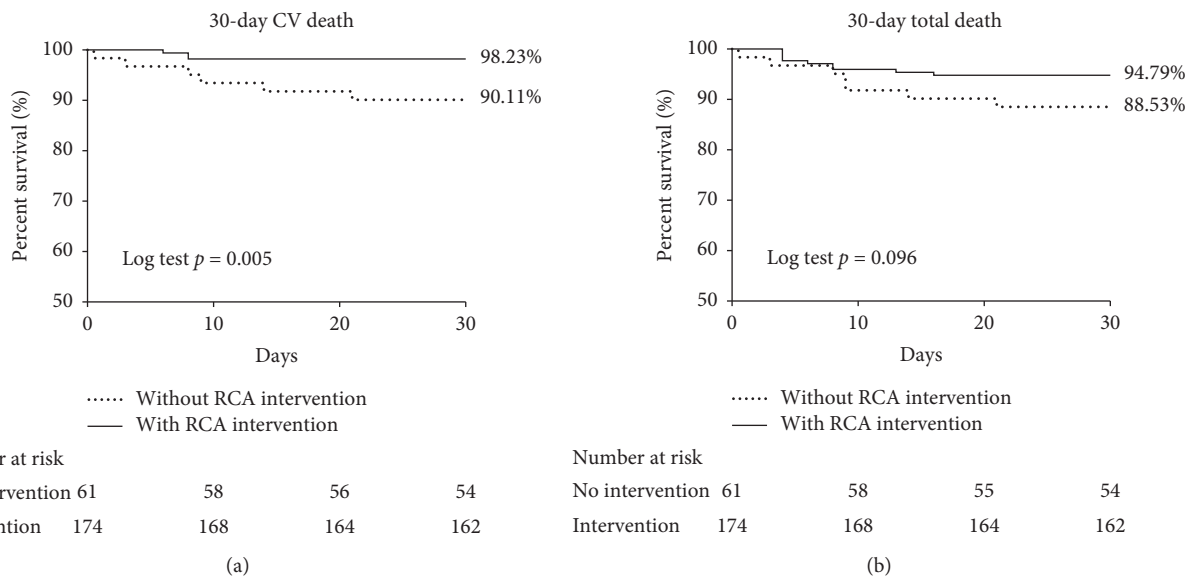 30-day CV death
100
90
80
70
60
50
Percent survival (%)
98.23%
90.11%
Log test p = 0.005
0 10 20 30
Days
Without RCA intervention
With RCA intervention
r at risk
rvention 61 58 56 54
ntion 174 168 164 162
(a)
30-day total death
100
90
80
70
60
50
Percent survival (%)
94.79%
88.53%
Log test p = 0.096
0 10 20 30
Days
Without RCA intervention
With RCA intervention
Number at risk
No intervention 61 58 55 54
Intervention 174 168 164 162
(b)